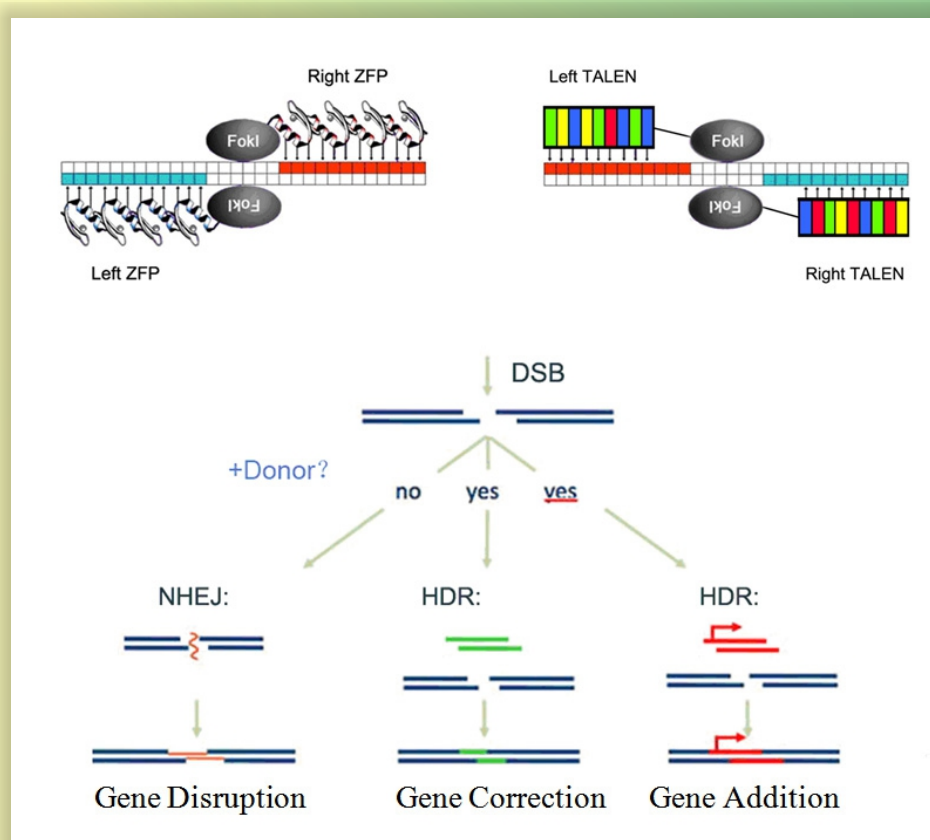 Right ZFP
Left TALEN
FokI
FokI
FokI
FokI
Left ZFP
Right TALEN
DSB
+Donor?
no yes yes
NHEJ: HDR: HDR:
Gene Disruption Gene Correction Gene Addition